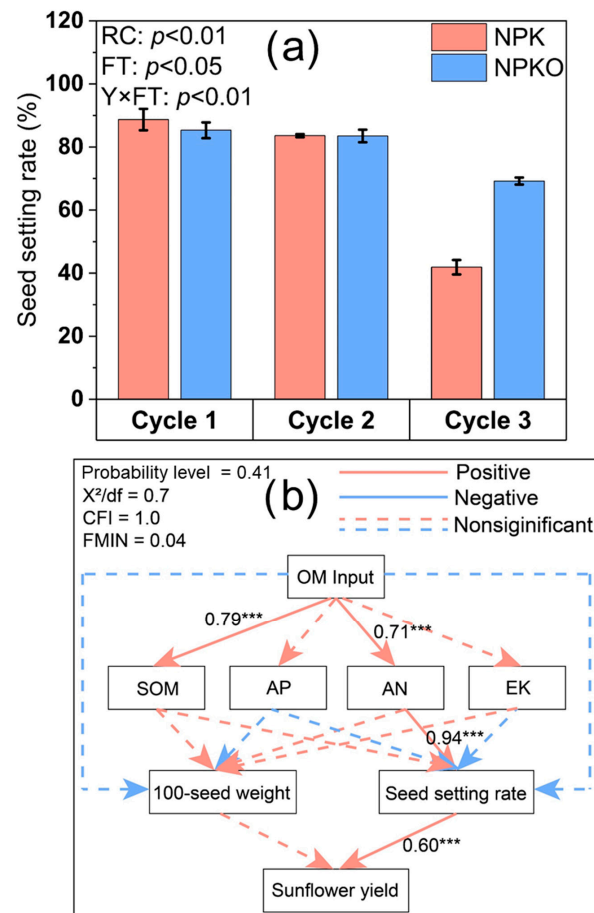 120
100
80
60
40
20
0
Seed setting rate (%)
RC: p<0.01
FT: p<0.05
Y×FT: p<0.01
(a)
NPK
NPKO
Cycle 1
Cycle 2
Cycle 3
Probability level = 0.41
X²/df = 0.7
CFI = 1.0
FMIN = 0.04
(b)
Positive
Negative
Nonsiginificant
OM Input
0.79***
0.71***
SOM
AP
AN
EK
0.94***
100-seed weight
Seed setting rate
0.60***
Sunflower yield